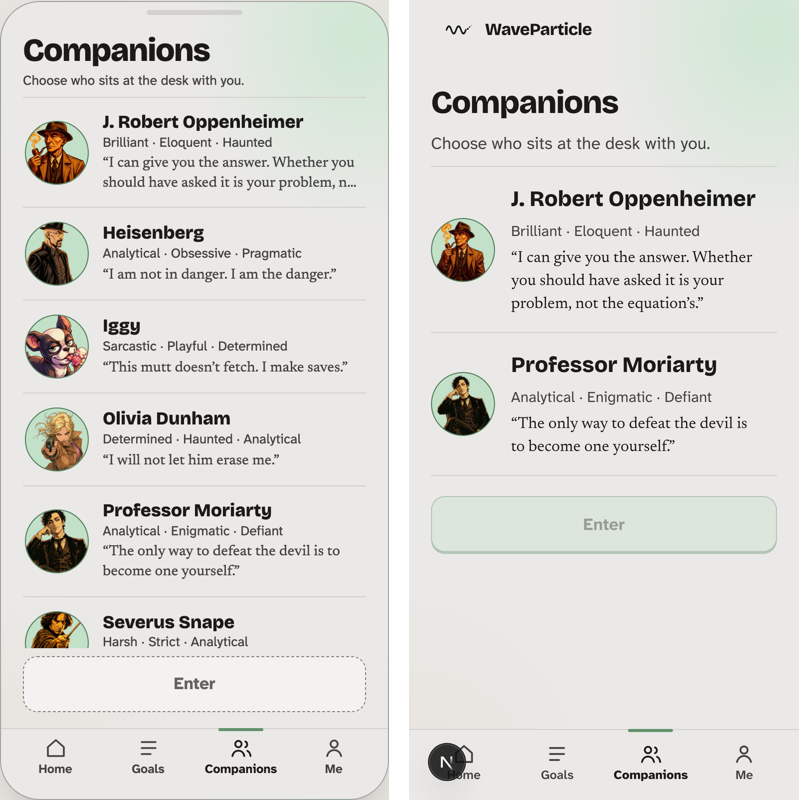 Companions
Choose who sits at the desk with you.
J. Robert Oppenheimer
Brilliant · Eloquent · Haunted
“I can give you the answer. Whether you
should have asked it is your problem, n...
Heisenberg
Analytical · Obsessive · Pragmatic
“I am not in danger. I am the danger.”
Iggy
Sarcastic · Playful · Determined
“This mutt doesn’t fetch. I make saves.”
Olivia Dunham
Determined · Haunted · Analytical
“I will not let him erase me.”
Professor Moriarty
Analytical · Enigmatic · Defiant
“The only way to defeat the devil is to
become one yourself.”
Severus Snape
Harsh · Strict · Analytical
Enter
Home Goals Companions Me
WaveParticle
Companions
Choose who sits at the desk with you.
J. Robert Oppenheimer
Brilliant · Eloquent · Haunted
“I can give you the answer. Whether
you should have asked it is your
problem, not the equation’s.”
Professor Moriarty
Analytical · Enigmatic · Defiant
“The only way to defeat the devil is
to become one yourself.”
Enter
N
Home Goals Companions Me